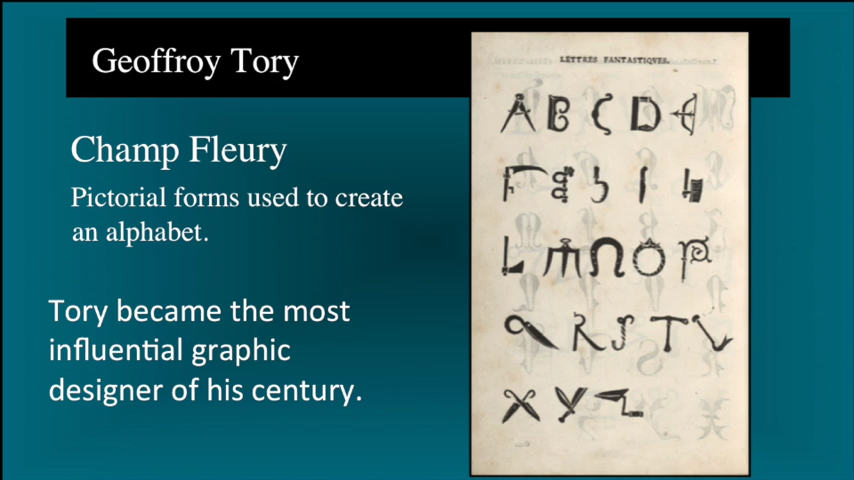 Geoffroy Tory
Champ Fleury
Pictorial forms used to create
an alphabet.
Tory became the most
influential graphic
designer of his century.
LETTRES FANTASTIQVES.
A B C D E
F G H I K
L M N O P
Q R S T V
X Y Z